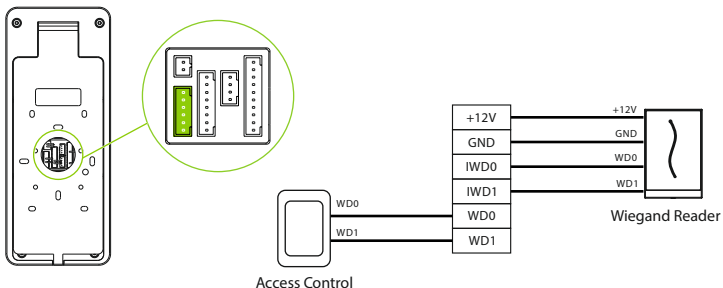 +12V
GND
IWD0
IWD1
WD0
WD1
+12V
GND
WD0
WD1
Wiegand Reader
WD0
WD1
Access Control